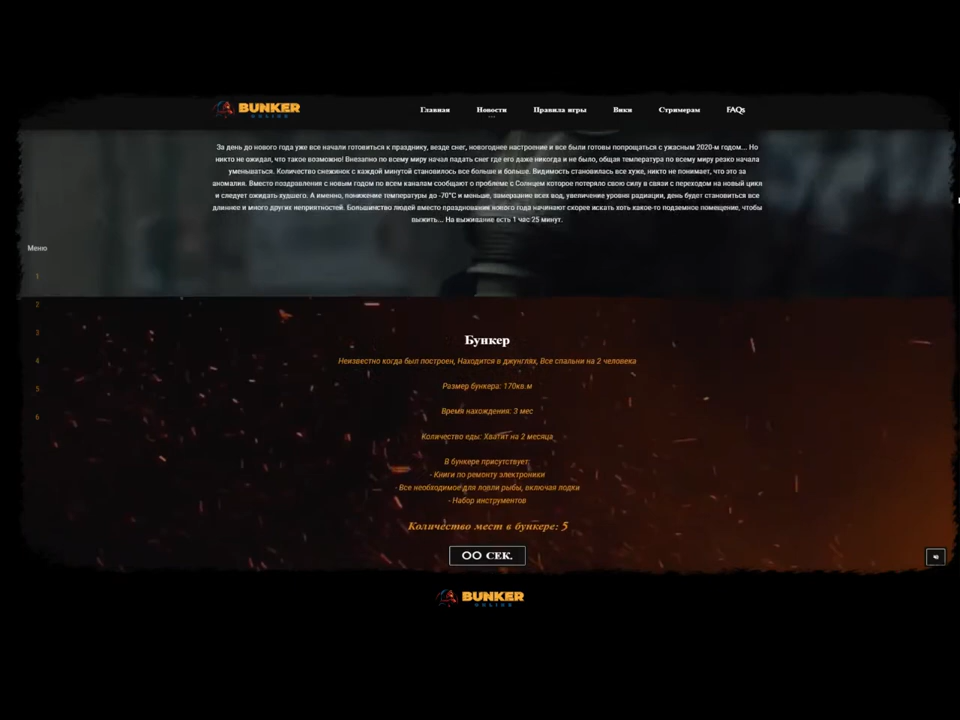 BUNKER
ONLINE
Главная Новости Правила игры Вики Стримерам FAQs
За день до нового года уже все начали готовиться к празднику, везде снег, новогоднее настроение и все были готовы попрощаться с ужасным 2020-м годом... Но
никто не ожидал, что такое возможно! Внезапно по всему миру начал падать снег где его даже никогда и не было, общая температура по всему миру резко начала
уменьшаться. Количество снежинок с каждой минутой становилось все больше и больше. Видимость становилась все хуже, никто не понимает, что это за
аномалия. Вместо поздравления с новым годом по всем каналам сообщают о проблеме с Солнцем которое потеряло свою силу в связи с переходом на новый цикл
и следует ожидать худшего. А именно, понижение температуры до -70°С и меньше, замерзание всех вод, увеличение уровня радиации, день будет становиться все
длиннее и много других неприятностей. Большинство людей вместо празднования нового года начинают скорее искать хоть какое-то подземное помещение, чтобы
выжить... На выживание есть 1 час 25 минут.
Меню
1
2
3
4
5
6
Бункер
Неизвестно когда был построен, Находится в джунглях, Все спальни на 2 человека
Размер бункера: 170кв.м
Время нахождения: 3 мес
Количество еды: Хватит на 2 месяца
В бункере присутствует:
- Книги по ремонту электроники
- Все необходимое для ловли рыбы, включая лодки
- Набор инструментов
Количество мест в бункере: 5
00 СЕК.
BUNKER
ONLINE